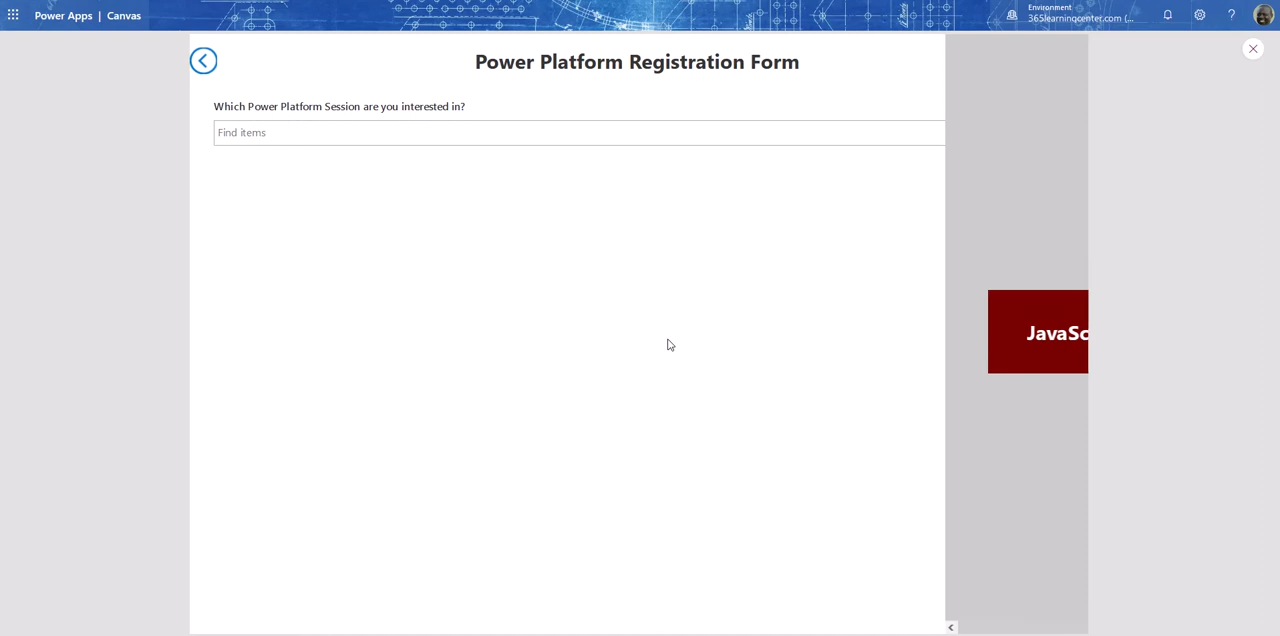 Power Apps | Canvas
Environment
365learningcenter.com (...
?
Power Platform Registration Form
Which Power Platform Session are you interested in?
Find items
JavaSc